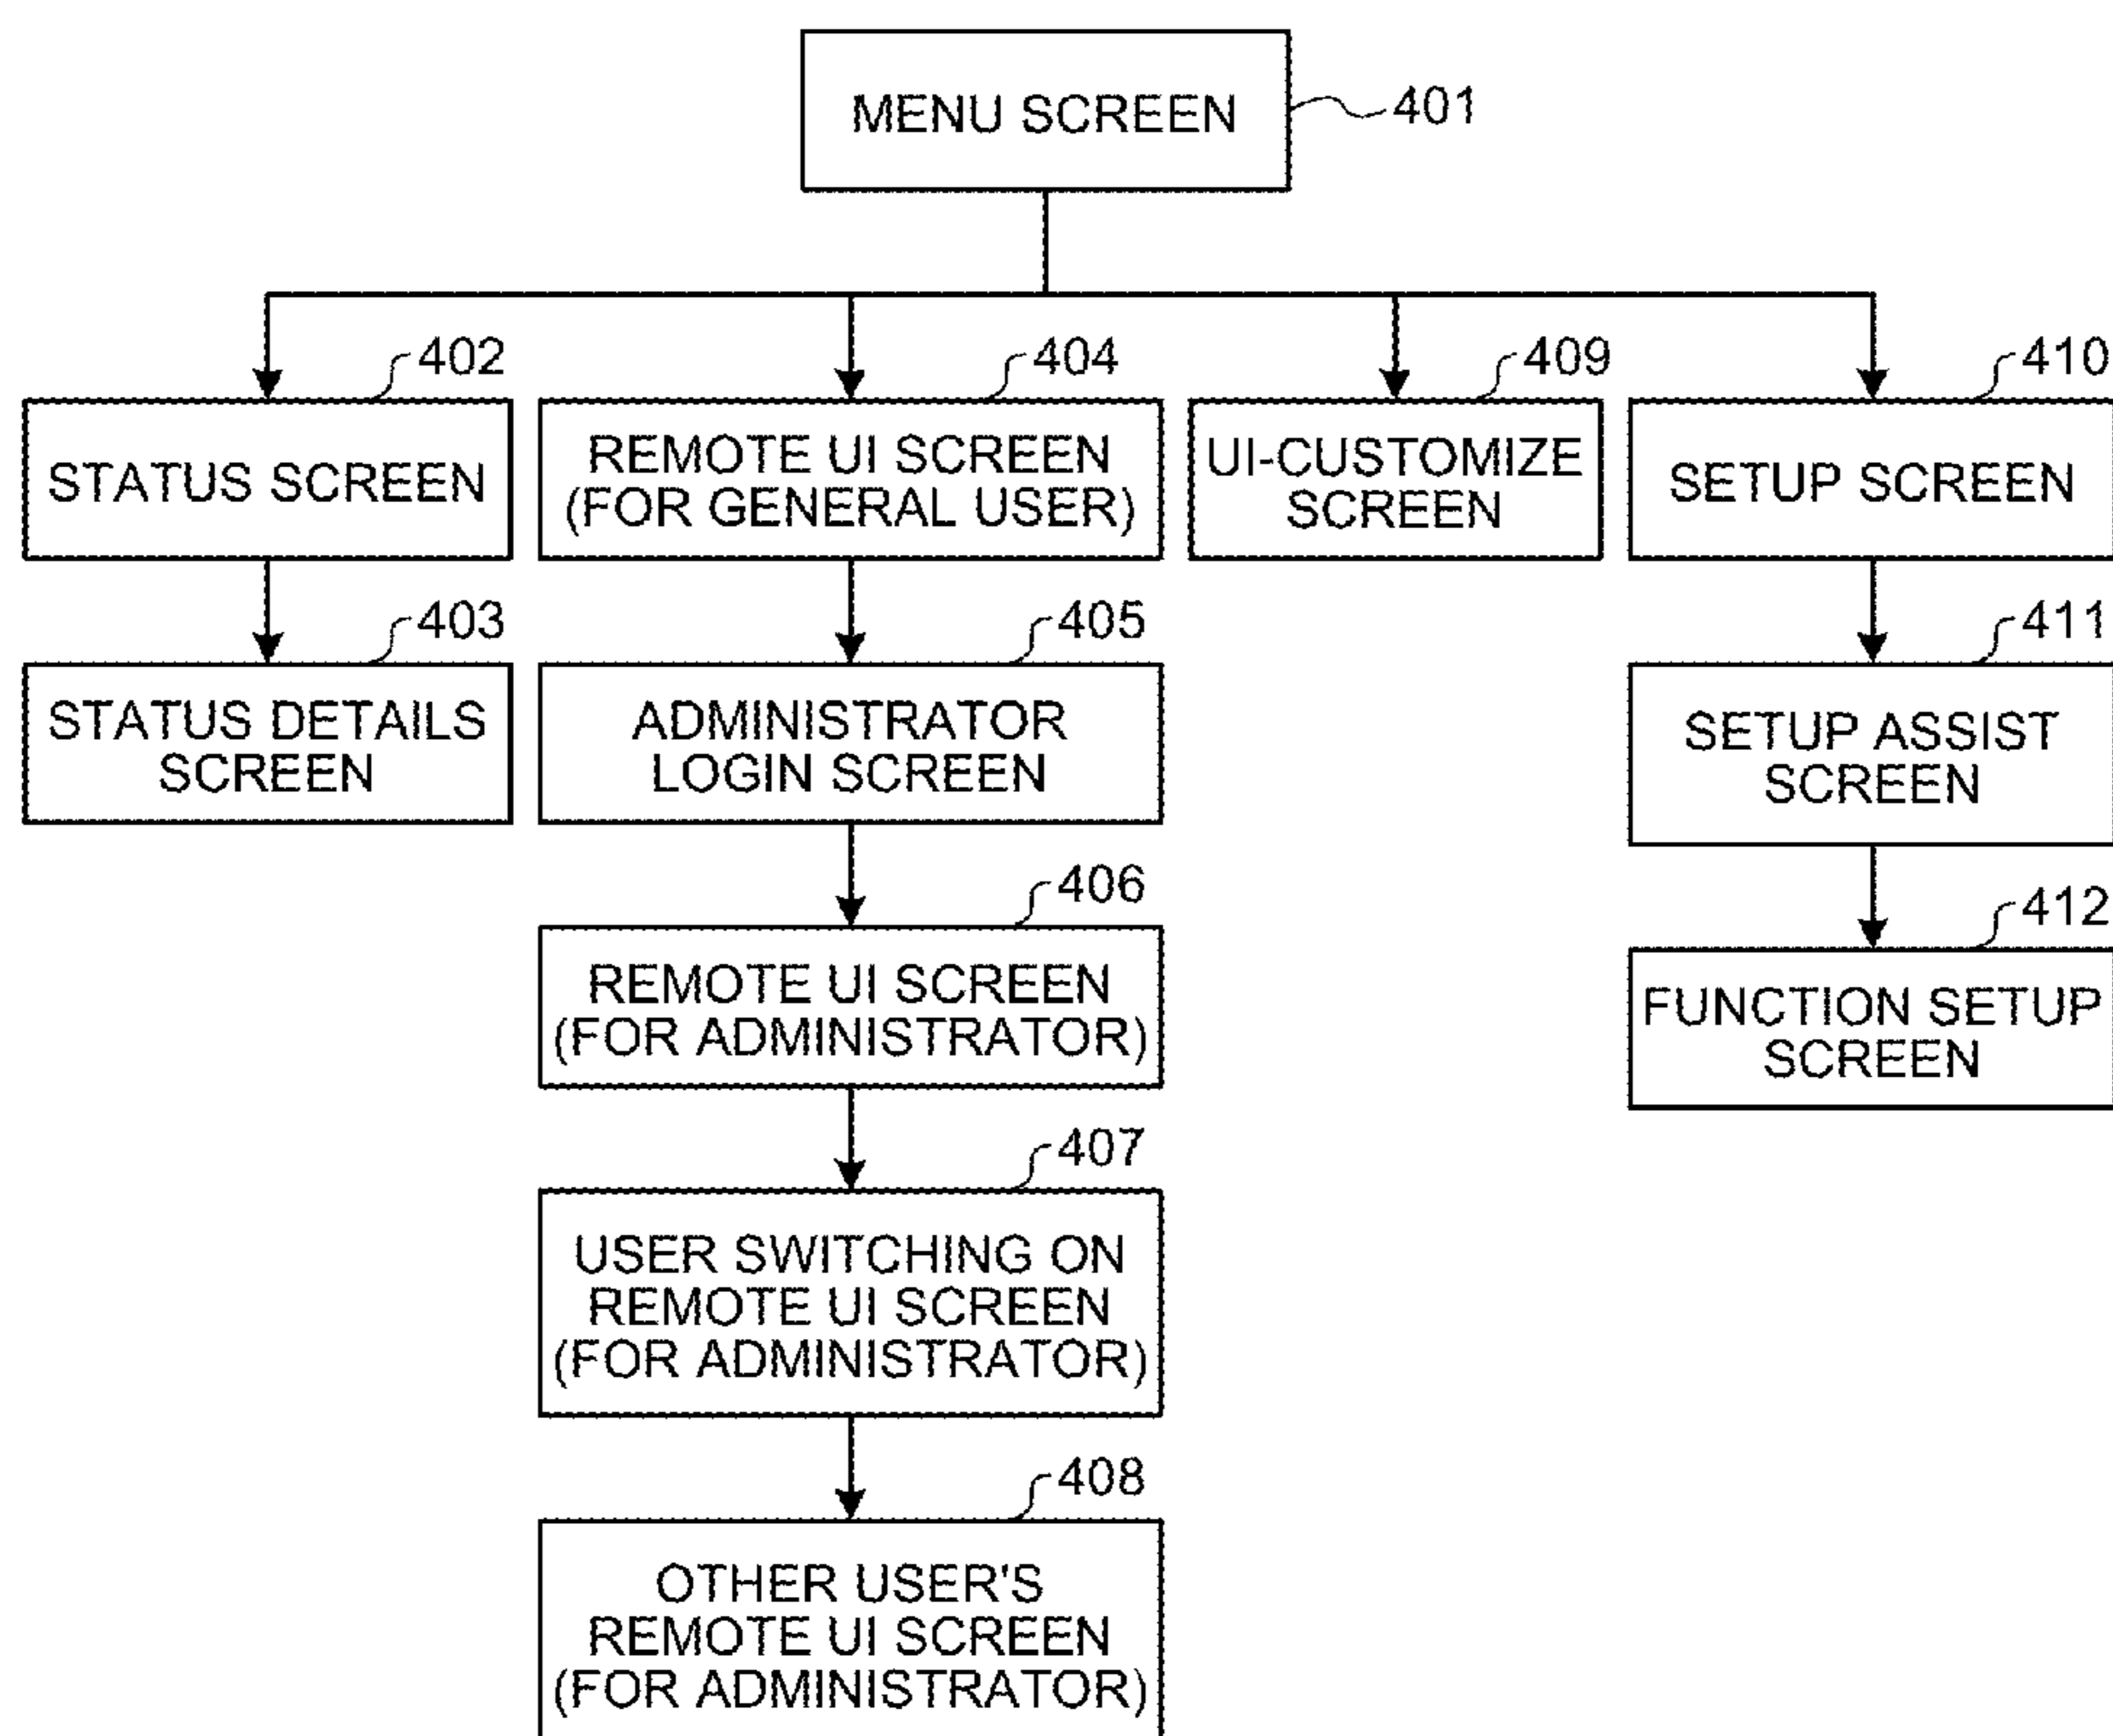 MENU SCREEN
401
402
STATUS SCREEN
403
STATUS DETAILS
SCREEN
404
REMOTE UI SCREEN
(FOR GENERAL USER)
405
ADMINISTRATOR
LOGIN SCREEN
406
REMOTE UI SCREEN
(FOR ADMINISTRATOR)
407
USER SWITCHING ON
REMOTE UI SCREEN
(FOR ADMINISTRATOR)
408
OTHER USER'S
REMOTE UI SCREEN
(FOR ADMINISTRATOR)
409
UI-CUSTOMIZE
SCREEN
410
SETUP SCREEN
411
SETUP ASSIST
SCREEN
412
FUNCTION SETUP
SCREEN